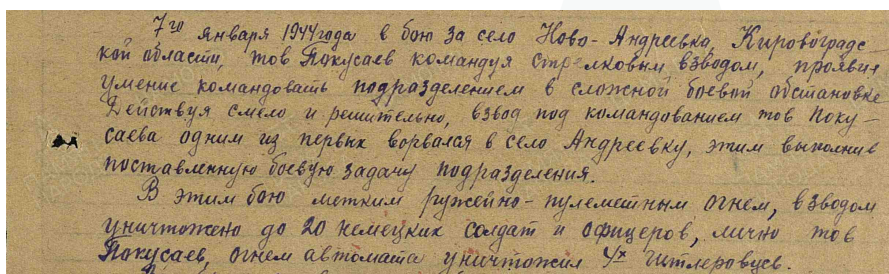 7го января 1944 года в бою за село Ново-Андреевка, Кировоградс-
кой области, тов Покусаев командуя стрелковым взводом, проявил
умение командовать подразделением в сложной боевой обстановке
Действуя смело и решительно, взвод под командованием тов Поку-
саева одним из первых ворвался в село Андреевку, этим выполнив
поставленную боевую задачу подразделения.
В этим бою метким ружейно-пулеметным огнем, взводом
уничтожено до 20 немецких солдат и офицеров, лично тов
Покусаев, огнем автомата уничтожил 4х гитлеровцев.